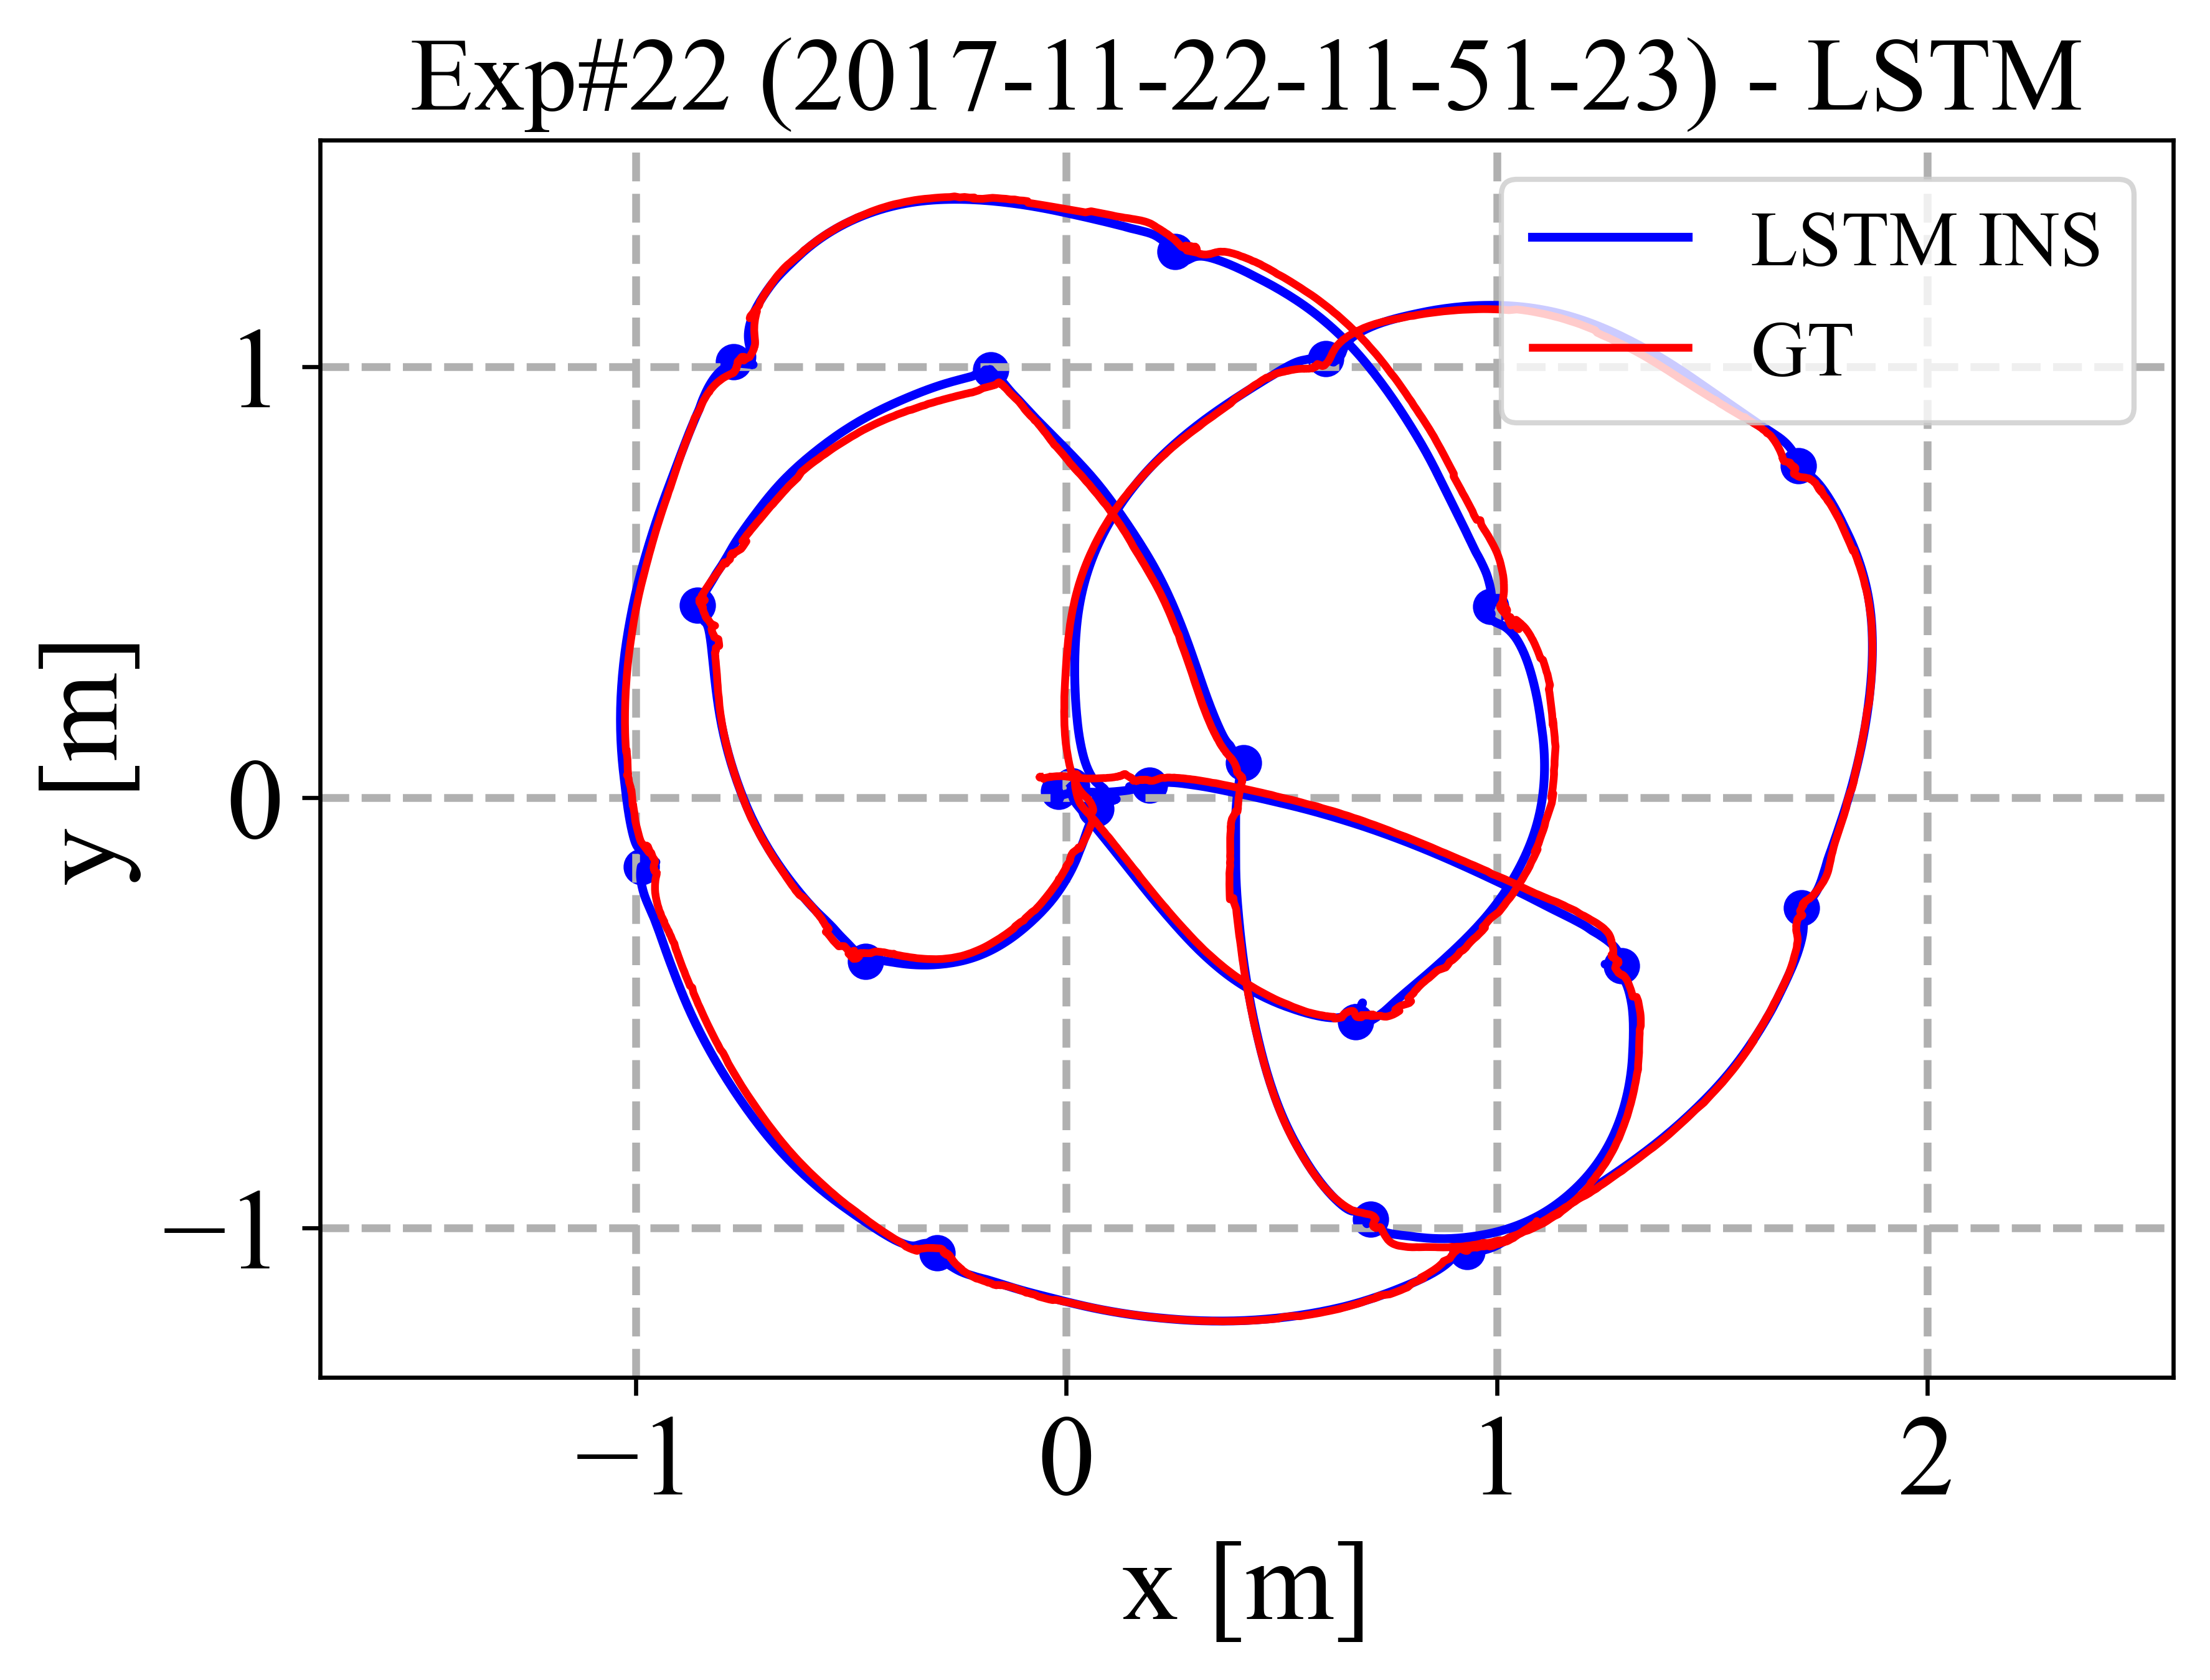 Exp#22 (2017-11-22-11-51-23) - LSTM
LSTM INS
GT
1
0
−1
y [m]
−1
0
1
2
x [m]